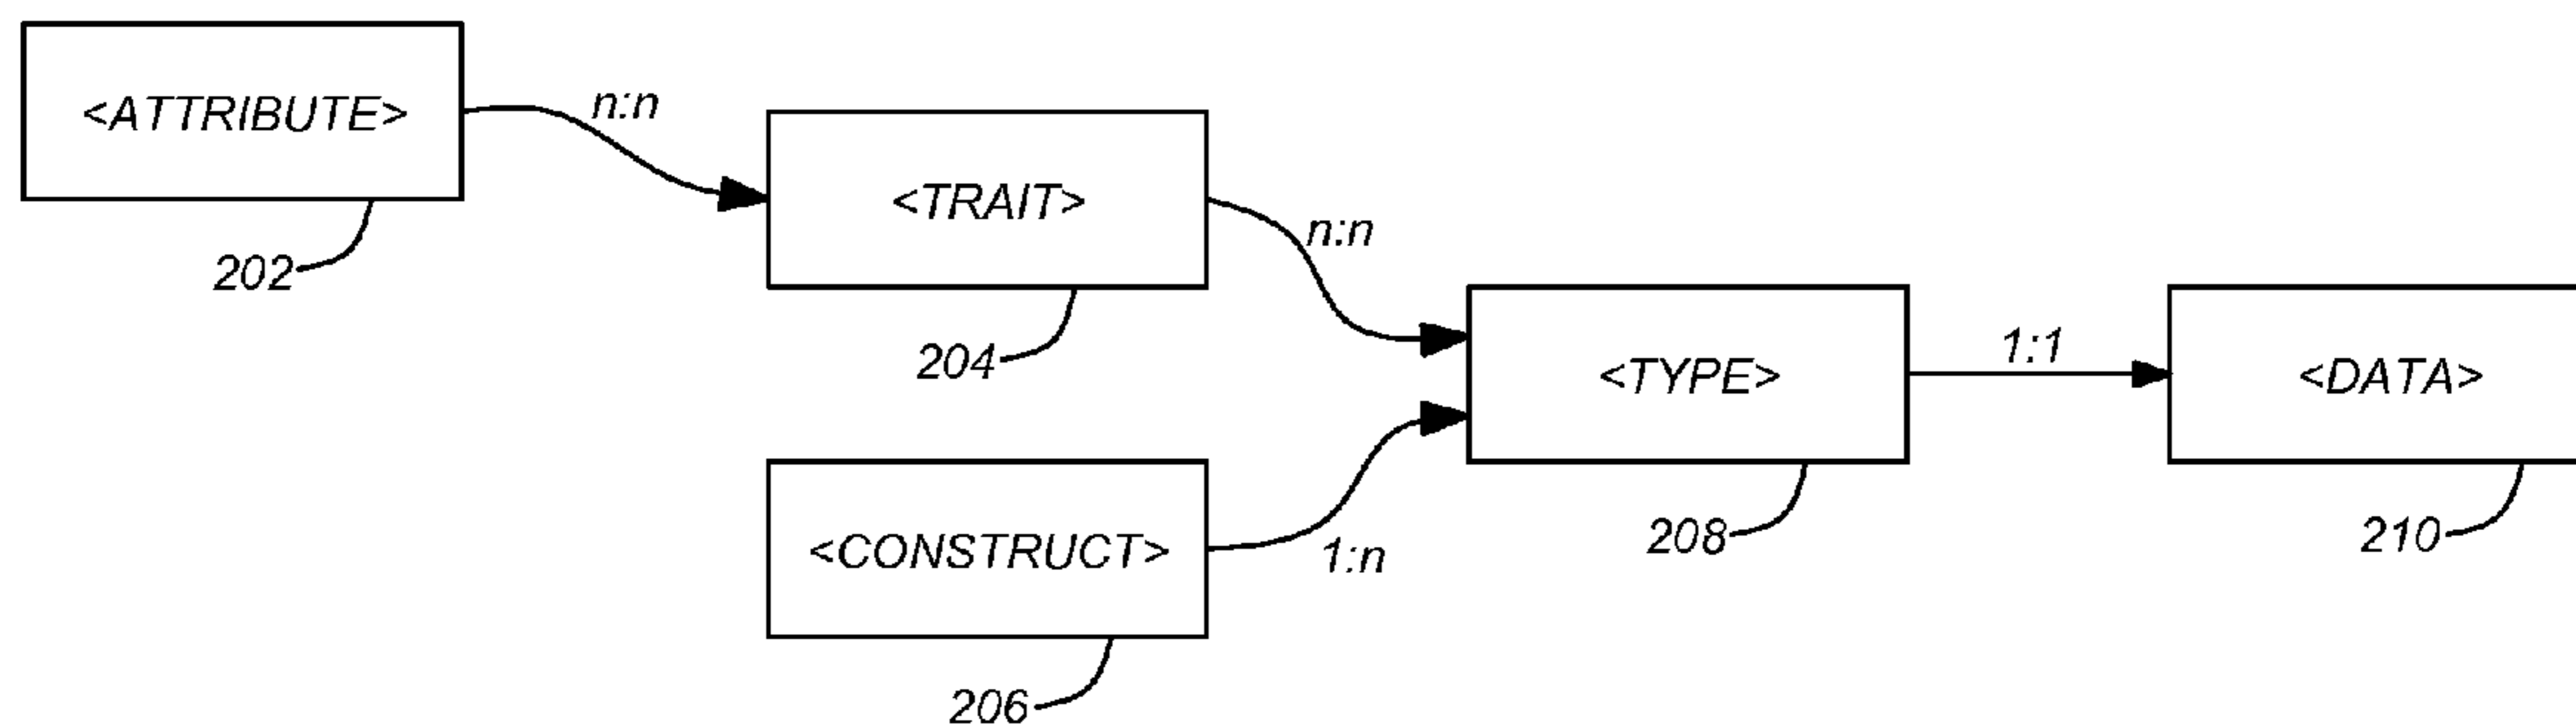 <ATTRIBUTE>
n:n
202
<TRAIT>
n:n
204
<CONSTRUCT>
1:n
206
<TYPE>
1:1
208
<DATA>
210